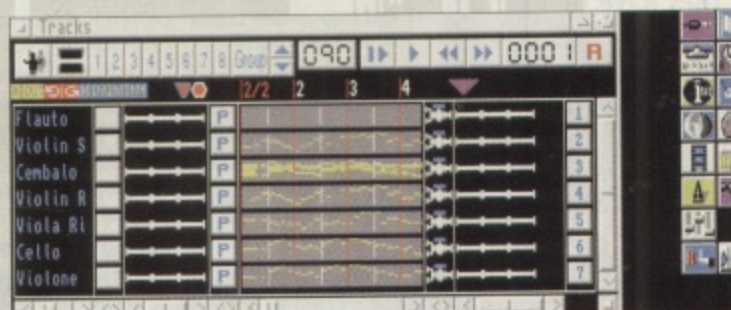 Tracks
1 2 3 4 5 6 7 8 Group 090 0001 R
2/2 2 3 4
Flauto P 1
Violin S P 2
Cembalo P 3
Violin R P 4
Viola Ri P 5
Cello P 6
Violone P 7